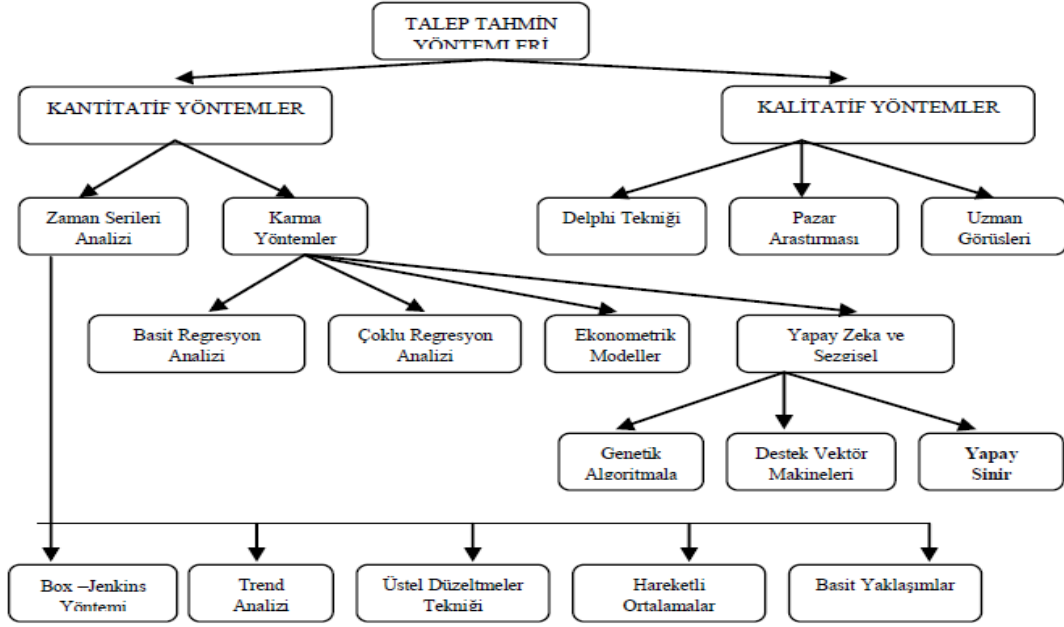 TALEP TAHMİN
YÖNTEMLERİ
KANTİTATİF YÖNTEMLER
KALİTATİF YÖNTEMLER
Zaman Serileri
Analizi
Karma
Yöntemler
Delphi Tekniği
Pazar
Arastırması
Uzman
Görüsleri
Basit Regresyon
Analizi
Çoklu Regresyon
Analizi
Ekonometrik
Modeller
Yapay Zeka ve
Sezgisel
Genetik
Algoritmala
Destek Vektör
Makineleri
Yapay
Sinir
Box –Jenkins
Yöntemi
Trend
Analizi
Üstel Düzeltmeler
Tekniği
Hareketli
Ortalamalar
Basit Yaklaşımlar